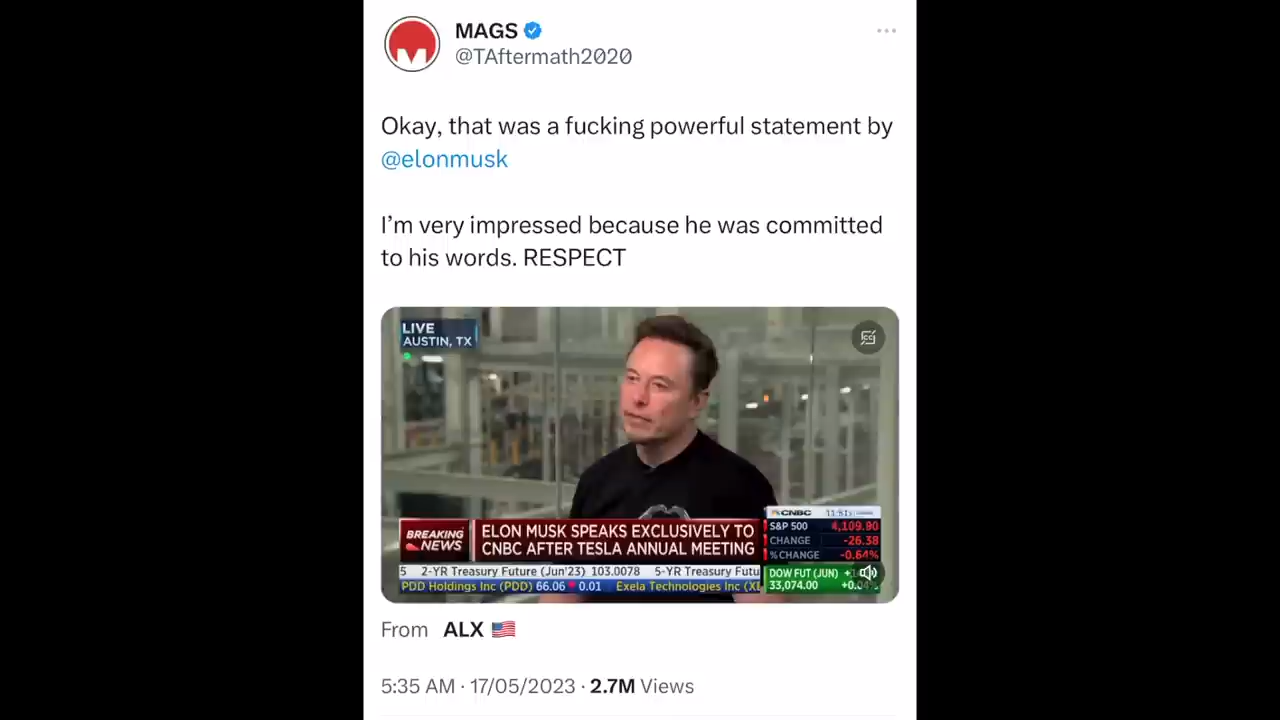 MAGS
@TAftermath2020
Okay, that was a fucking powerful statement by
@elonmusk
I'm very impressed because he was committed
to his words. RESPECT
LIVE
AUSTIN, TX
BREAKING
NEWS
ELON MUSK SPEAKS EXCLUSIVELY TO
CNBC AFTER TESLA ANNUAL MEETING
CNBC
S&P 500 4,109.90
CHANGE -26.38
%CHANGE -0.64%
DOW FUT (JUN)
33,074.00
5 2-YR Treasury Future (Jun'23) 103.0078 5-YR Treasury Futu
PDD Holdings Inc (PDD) 66.06 0.01 Exela Technologies Inc
From ALX
5:35 AM · 17/05/2023 · 2.7M Views